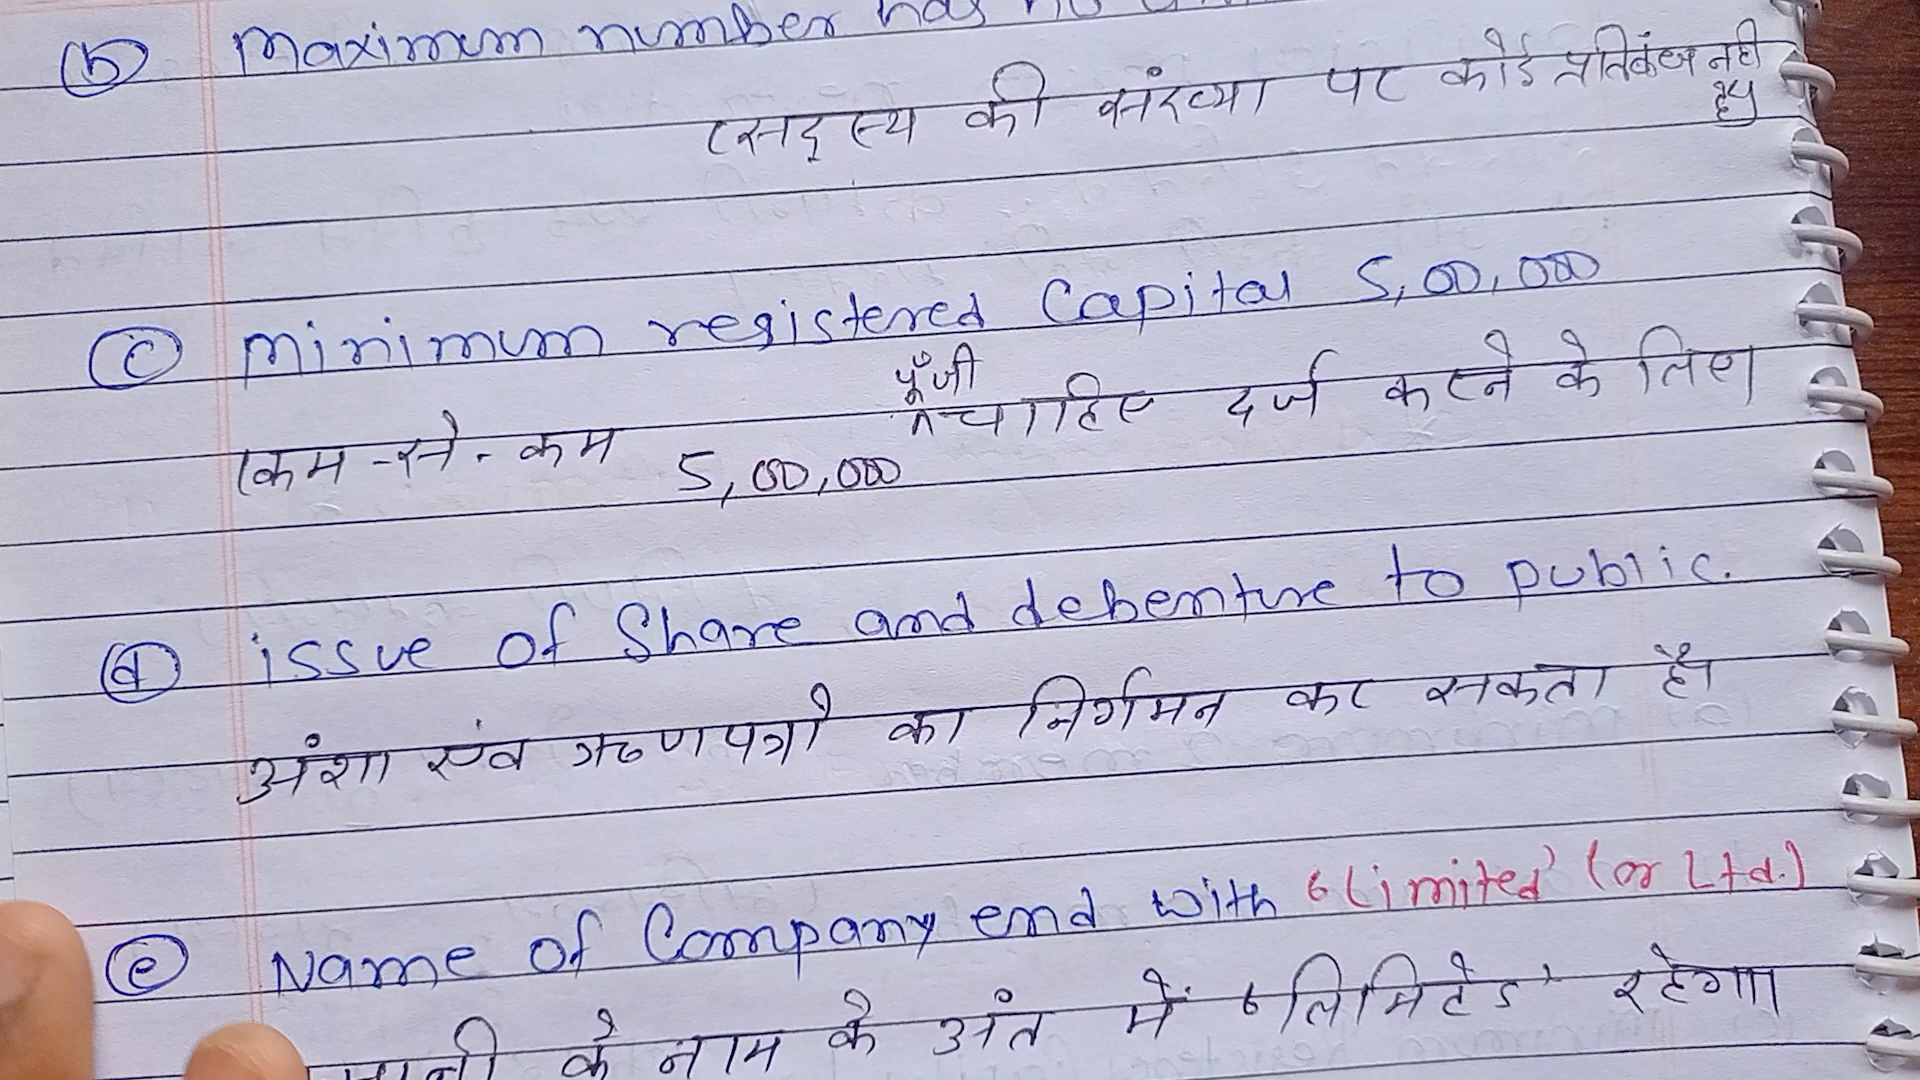 (b) Maximum number has no
(सदस्य की संख्या पर कोई प्रतिबंध नही है)
(c) Minimum registered Capital 5,00,000
(कम-से-कम 5,00,000 पूँजी चाहिए दर्ज करने के लिए)
(d) issue of Share and debenture to public.
अंशा एंव ऋणपत्रो का निर्गमन कर सकता है।
(e) Name of Company end with 'Limited' (or Ltd.)
के नाम के अंत में 'लिमिटेड' रहेगा।